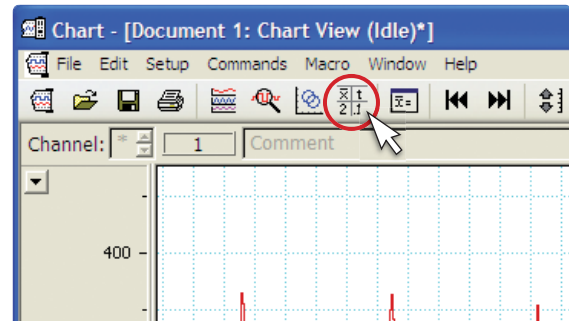 Chart - [Document 1: Chart View (Idle)*]
File Edit Setup Commands Macro Window Help
Channel: * 1 Comment
400